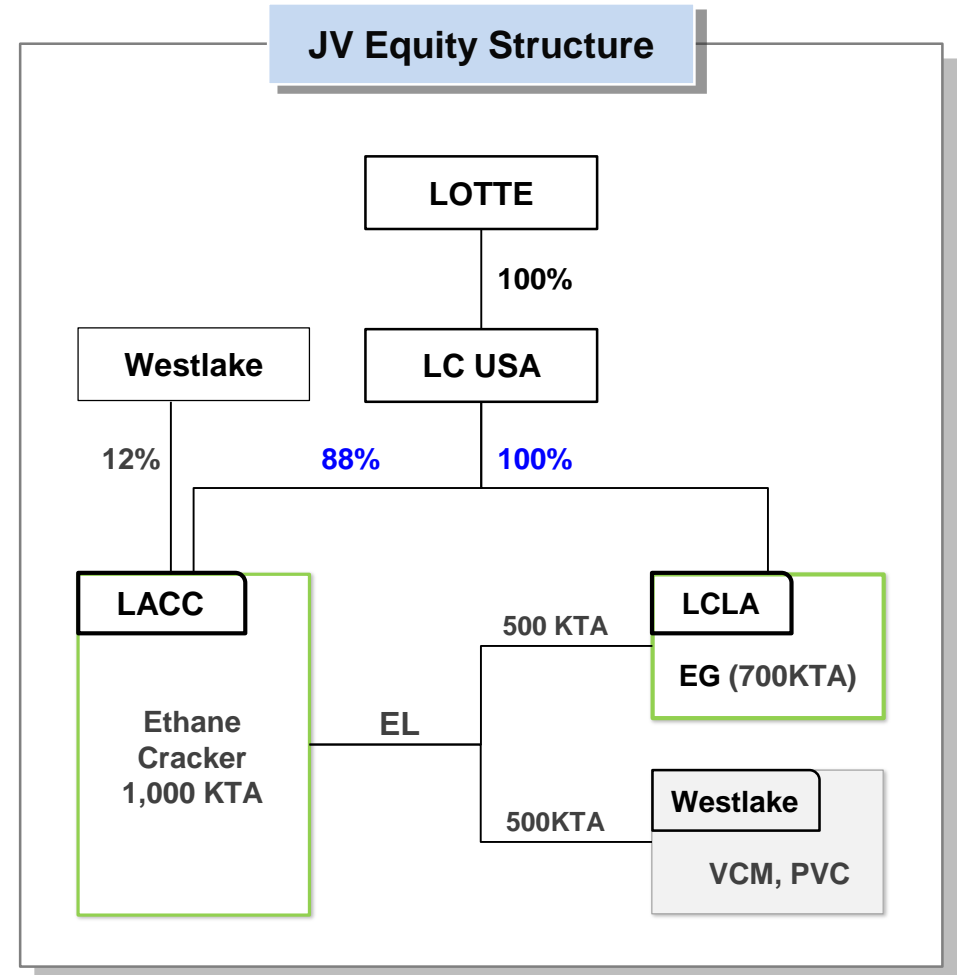 JV Equity Structure
LOTTE
100%
Westlake
LC USA
12%
88%
100%
LACC
LCLA
500 KTA
EG (700KTA)
Ethane
Cracker
1,000 KTA
EL
Westlake
500KTA
VCM, PVC